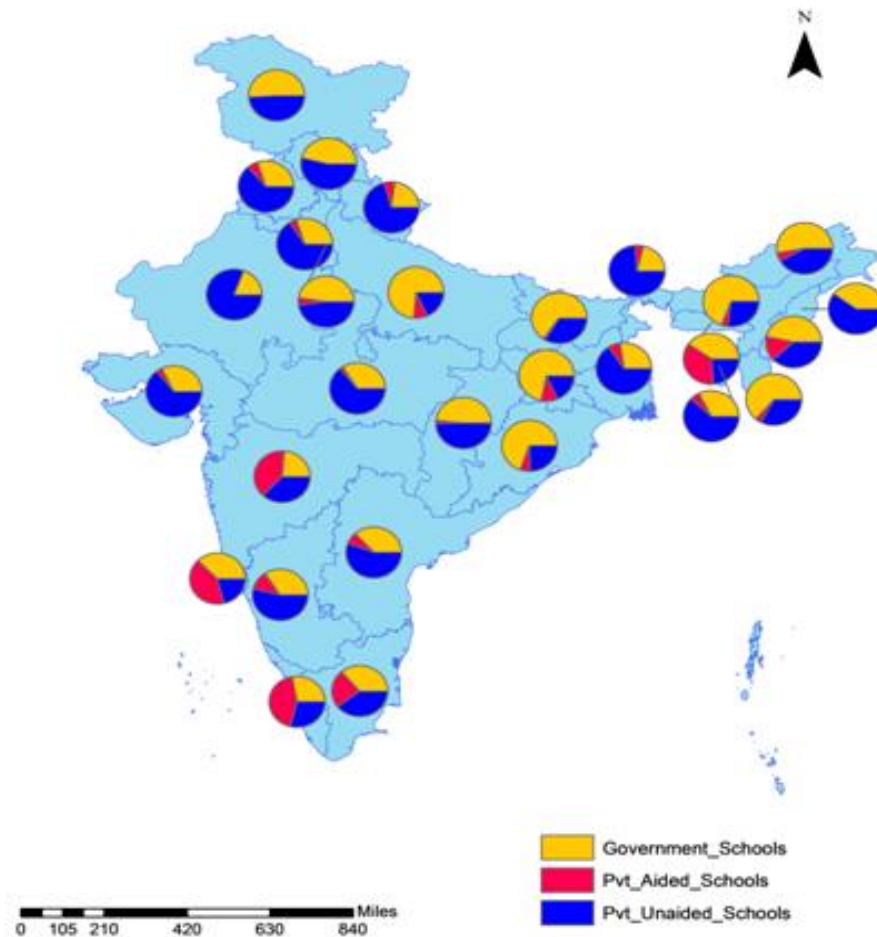 N
Government_Schools
Pvt_Aided_Schools
Pvt_Unaided_Schools
Miles
0 105 210 420 630 840